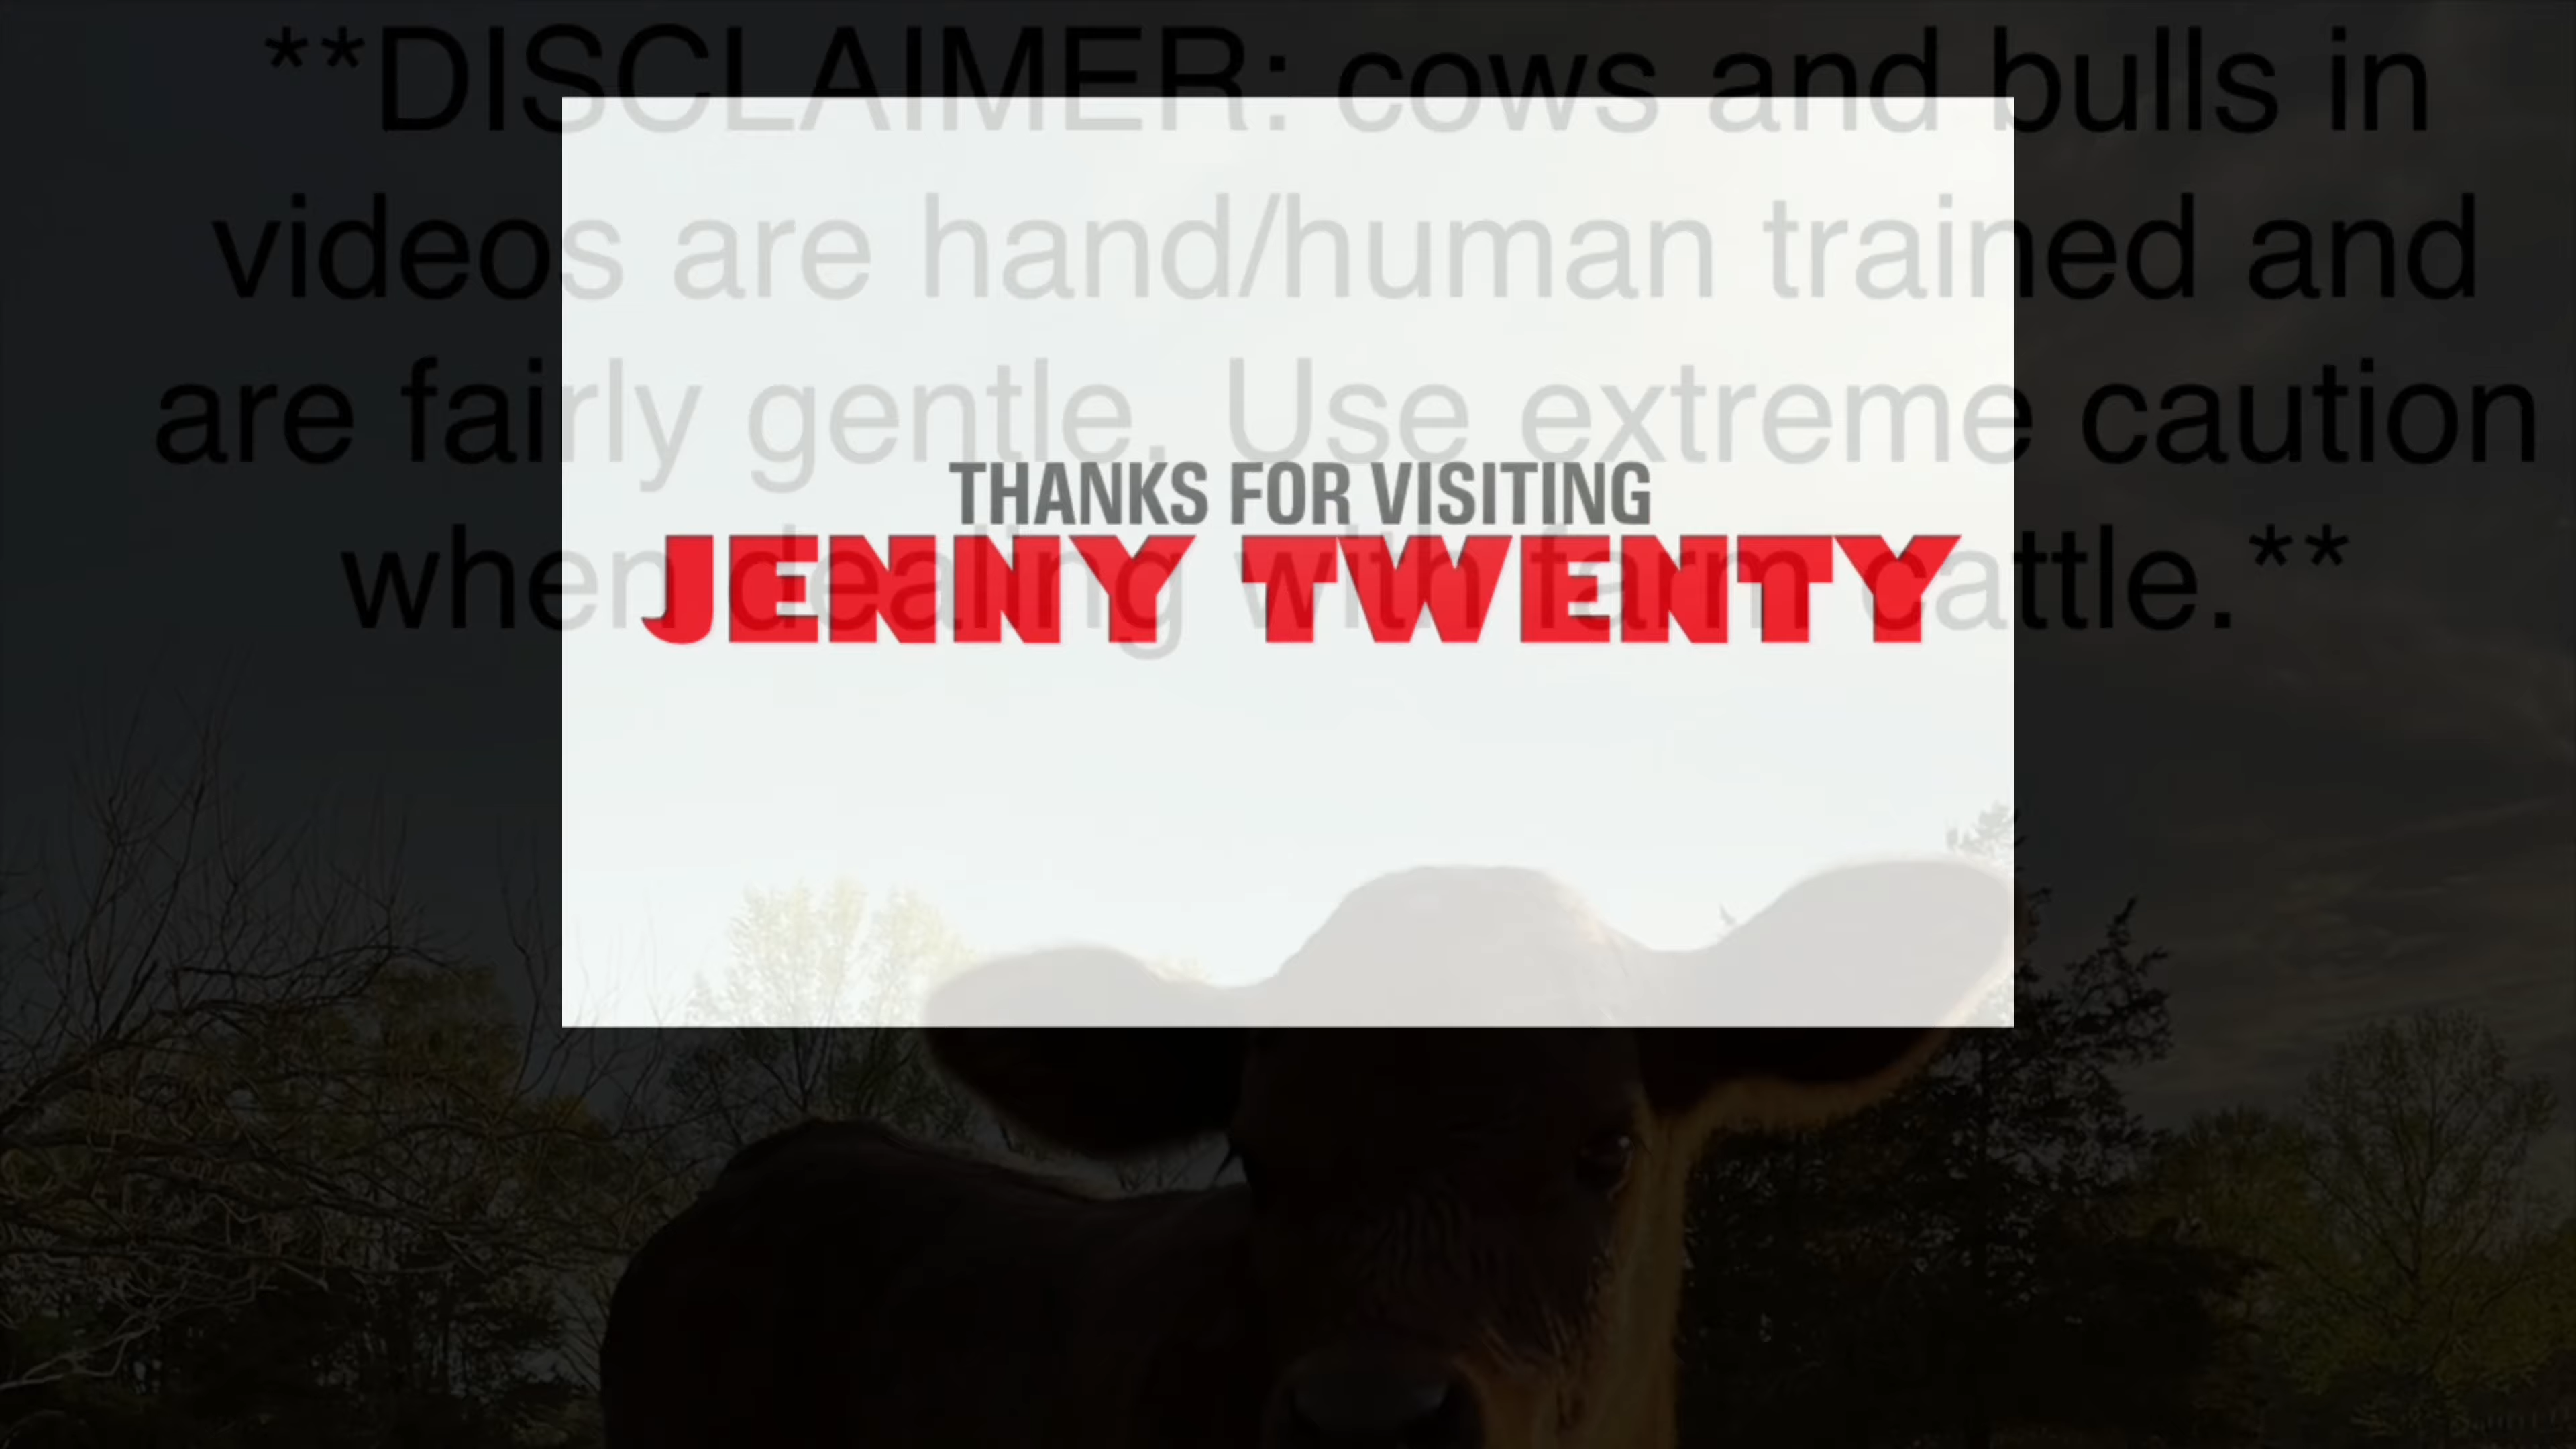 **DISCLAIMER: cows and bulls in
videos are hand/human trained and
are fairly gentle. Use extreme caution
when dealing with farm cattle.**
THANKS FOR VISITING
JENNY TWENTY